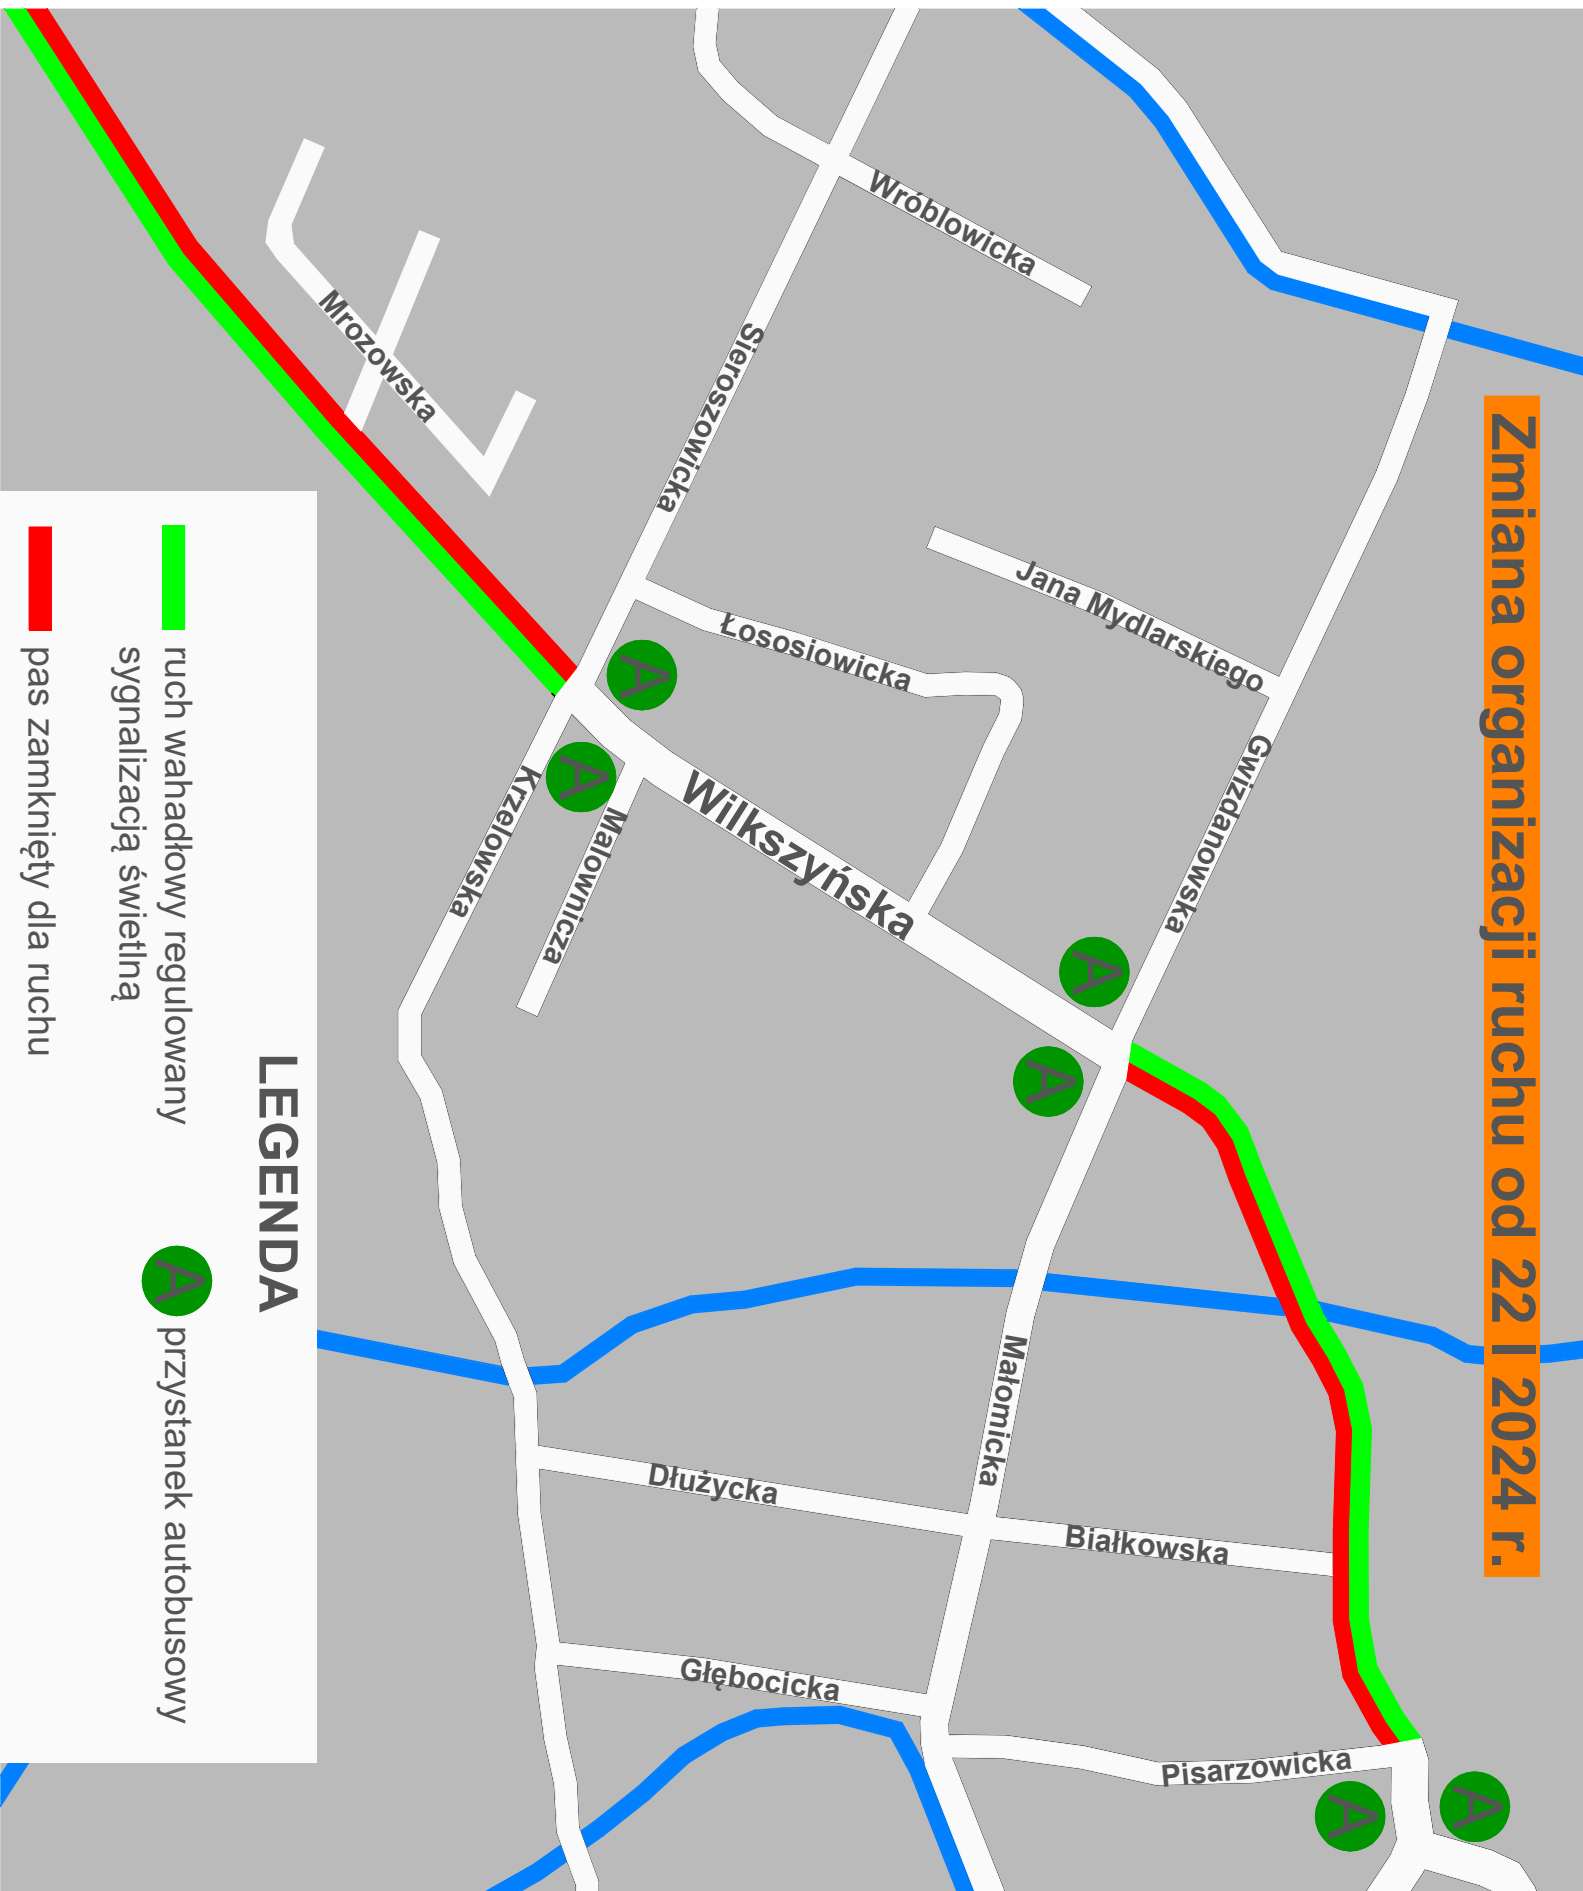 Zmiana organizacji ruchu od 22 I 2024 r.
Wróblowicka
Sieroszowicka
Mrozowska
Jana Mydlarskiego
Łososiowicka
A
Gwizdanowska
Wilkszyńska
A
Krzelowska
Malownicza
A
A
Małomicka
Dłużycka
Białkowska
Głębocicka
Pisarzowicka
A
A
LEGENDA
ruch wahadłowy regulowany
sygnalizacją świetlną
pas zamknięty dla ruchu
A przystanek autobusowy